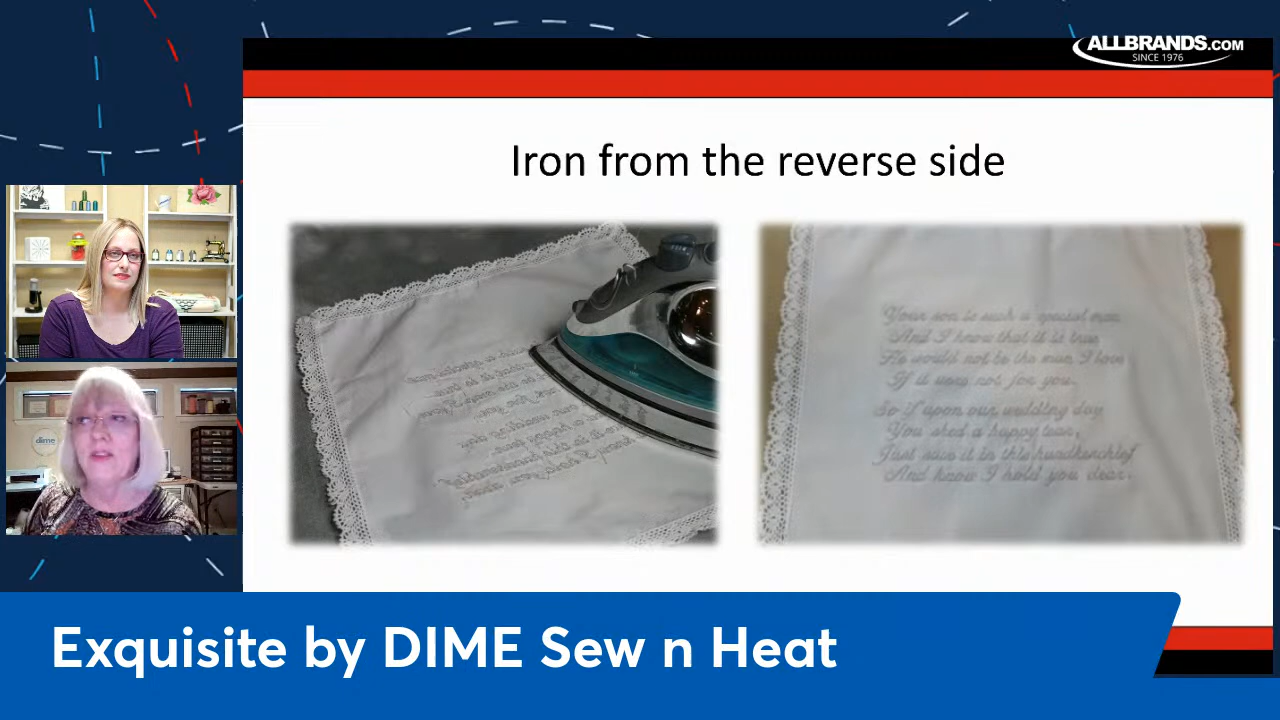 ALLBRANDS.COM
SINCE 1976
Iron from the reverse side
Your son is such a special man
And I know that it is true
He would not be the man I love
If it were not for you.
So if upon our wedding day
You shed a happy tear,
Just save it in this handkerchief
And know I hold you dear.
dime
Exquisite by DIME Sew n Heat